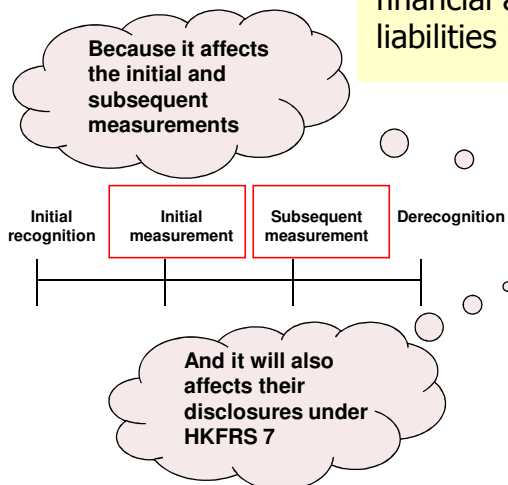 financial a
liabilities
Because it affects
the initial and
subsequent
measurements
Initial
recognition
Initial
measurement
Subsequent
measurement
Derecognition
And it will also
affects their
disclosures under
HKFRS 7